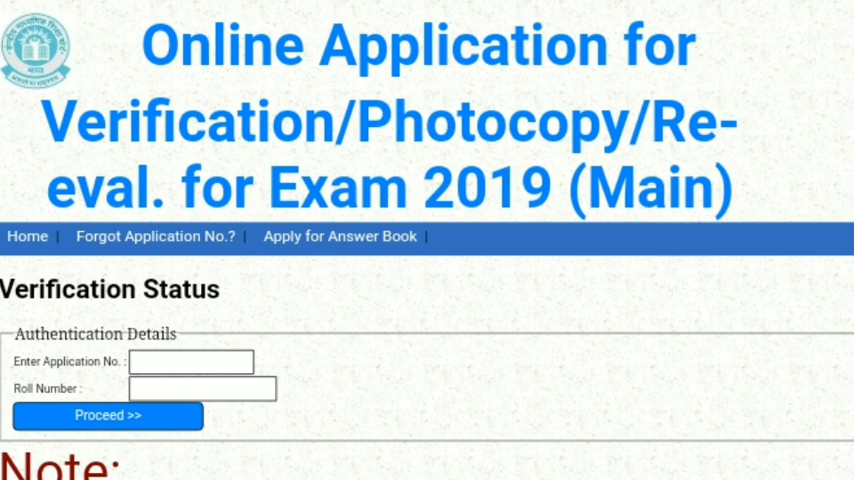 Online Application for
Verification/Photocopy/Re-
eval. for Exam 2019 (Main)
Home | Forgot Application No.? | Apply for Answer Book |
Verification Status
Authentication Details
Enter Application No. :
Roll Number :
Proceed >>
Note: